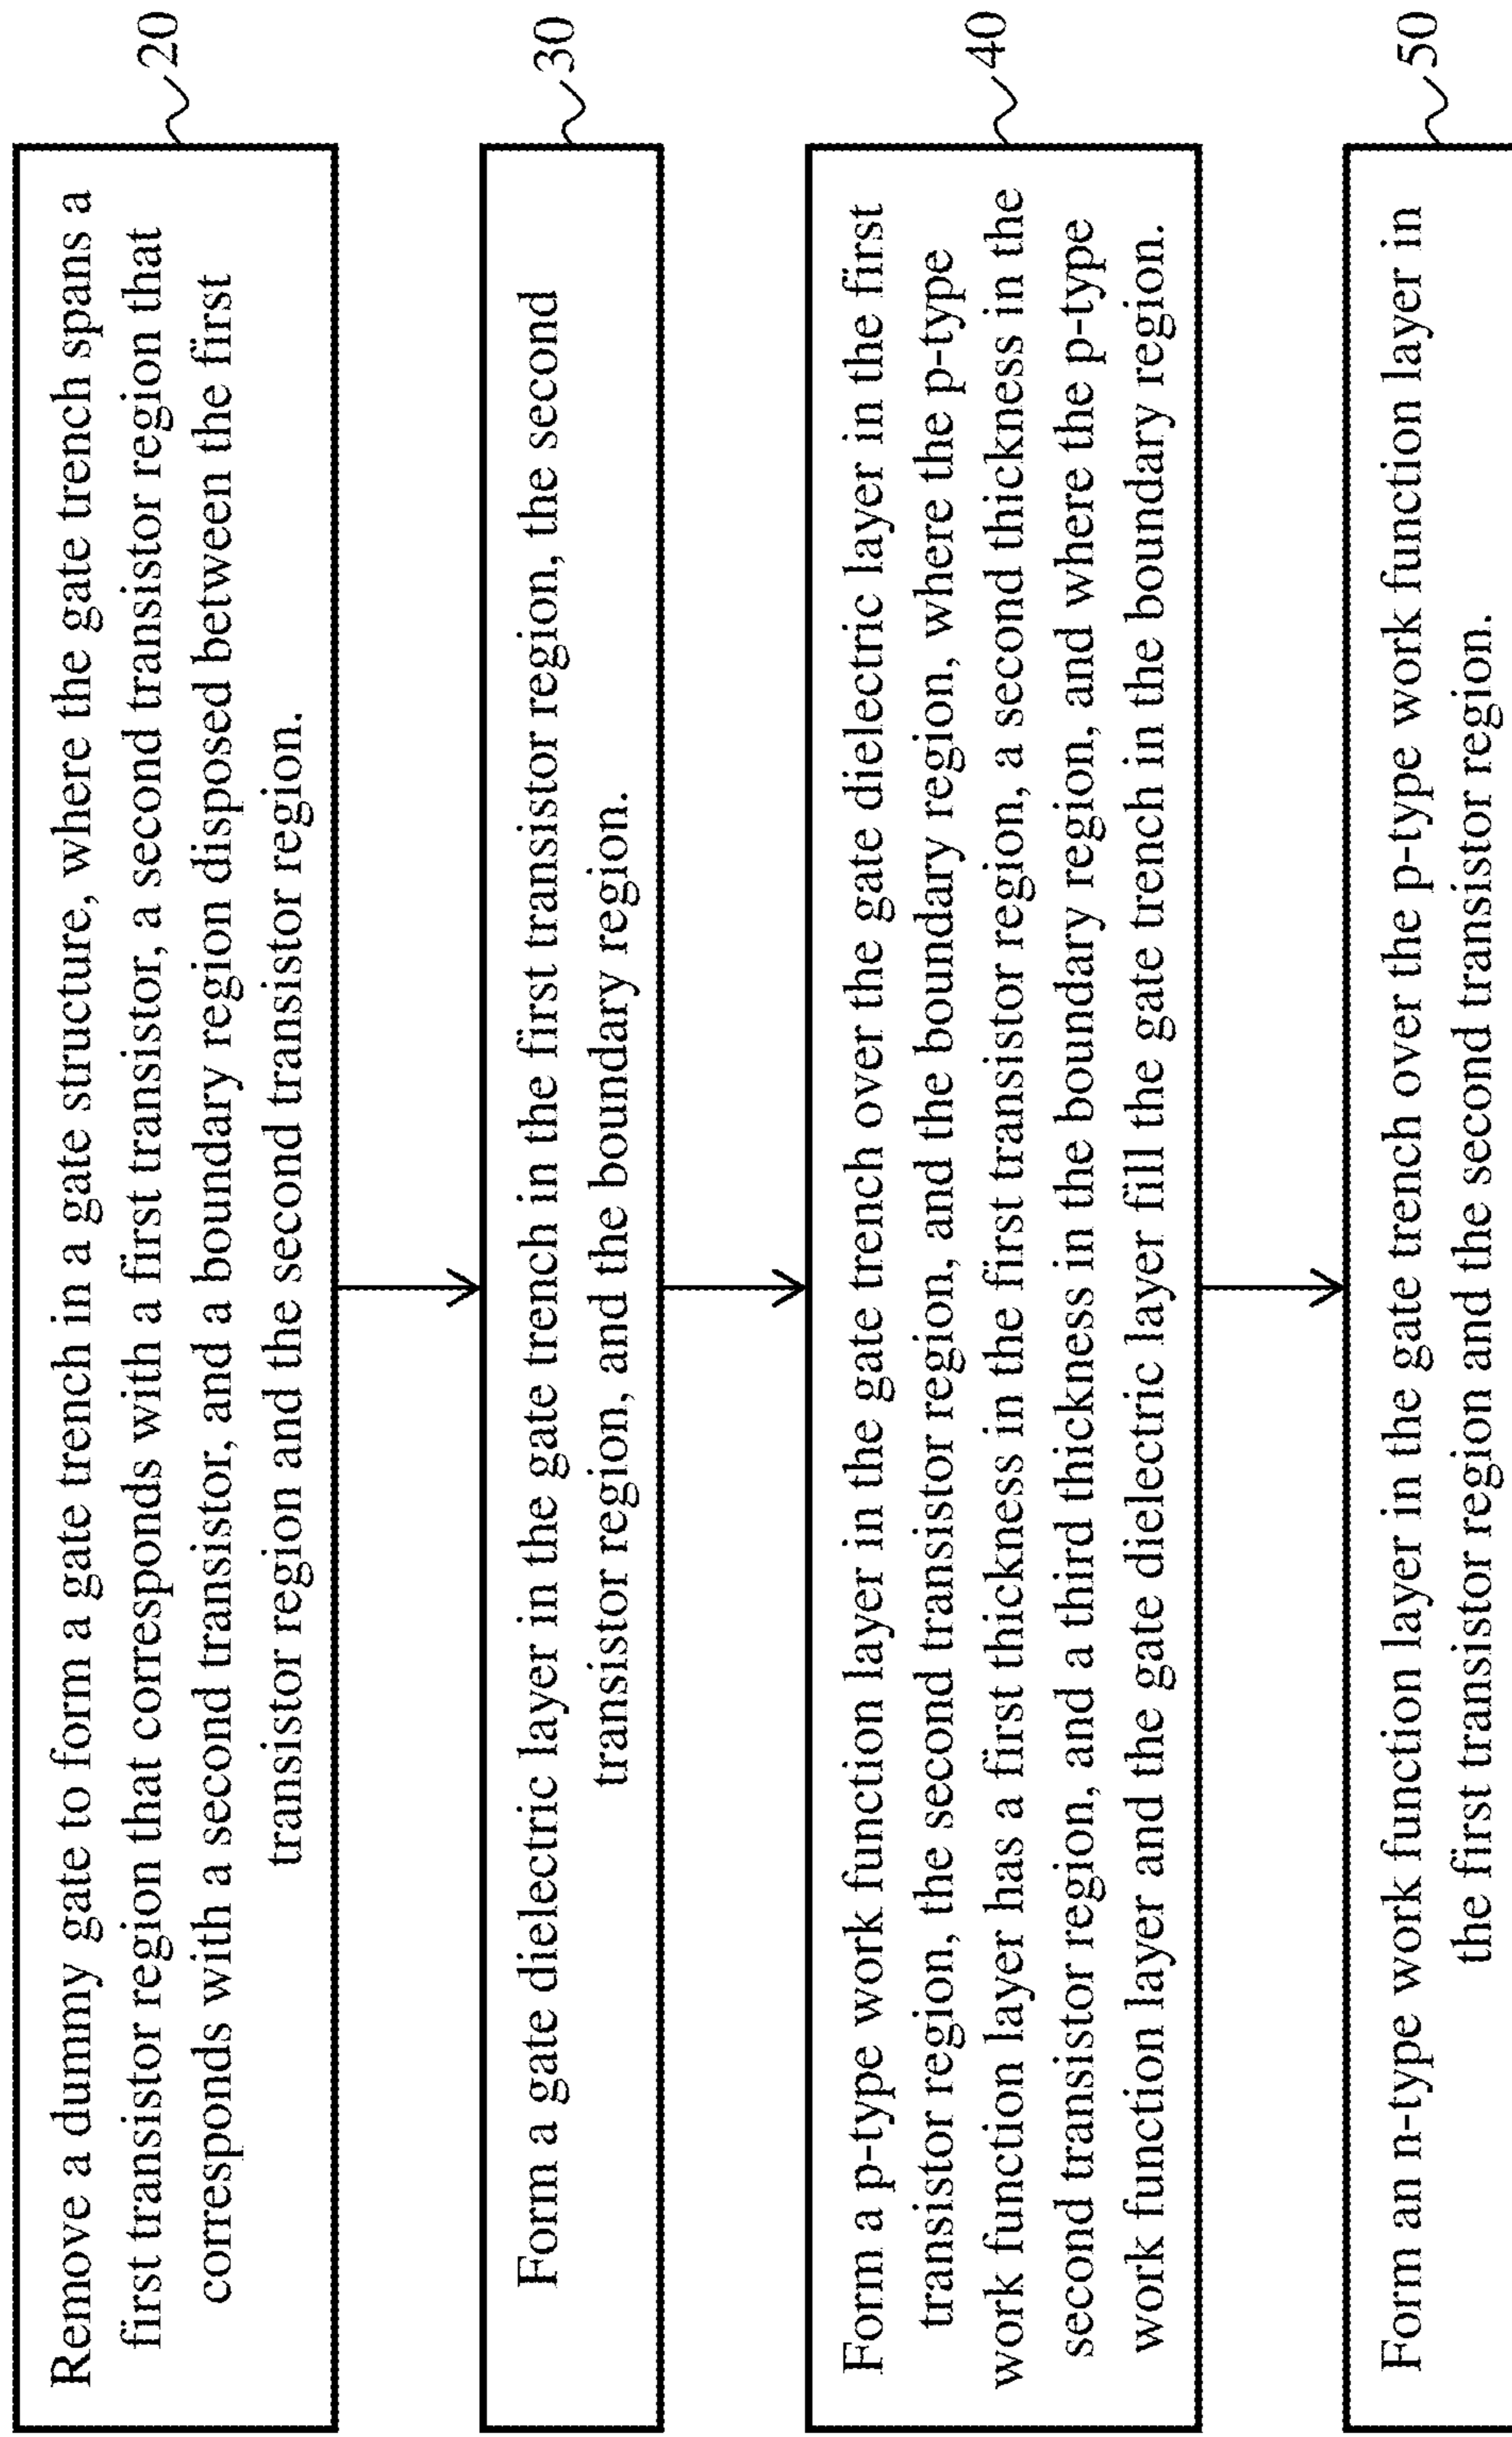 Remove a dummy gate to form a gate trench in a gate structure, where the gate trench spans a
first transistor region that corresponds with a first transistor, a second transistor region that
corresponds with a second transistor, and a boundary region disposed between the first
transistor region and the second transistor region.
20
Form a gate dielectric layer in the gate trench in the first transistor region, the second
transistor region, and the boundary region.
30
Form a p-type work function layer in the gate trench over the gate dielectric layer in the first
transistor region, the second transistor region, and the boundary region, where the p-type
work function layer has a first thickness in the first transistor region, a second thickness in the
second transistor region, and a third thickness in the boundary region, and where the p-type
work function layer and the gate dielectric layer fill the gate trench in the boundary region.
40
Form an n-type work function layer in the gate trench over the p-type work function layer in
the first transistor region and the second transistor region.
50